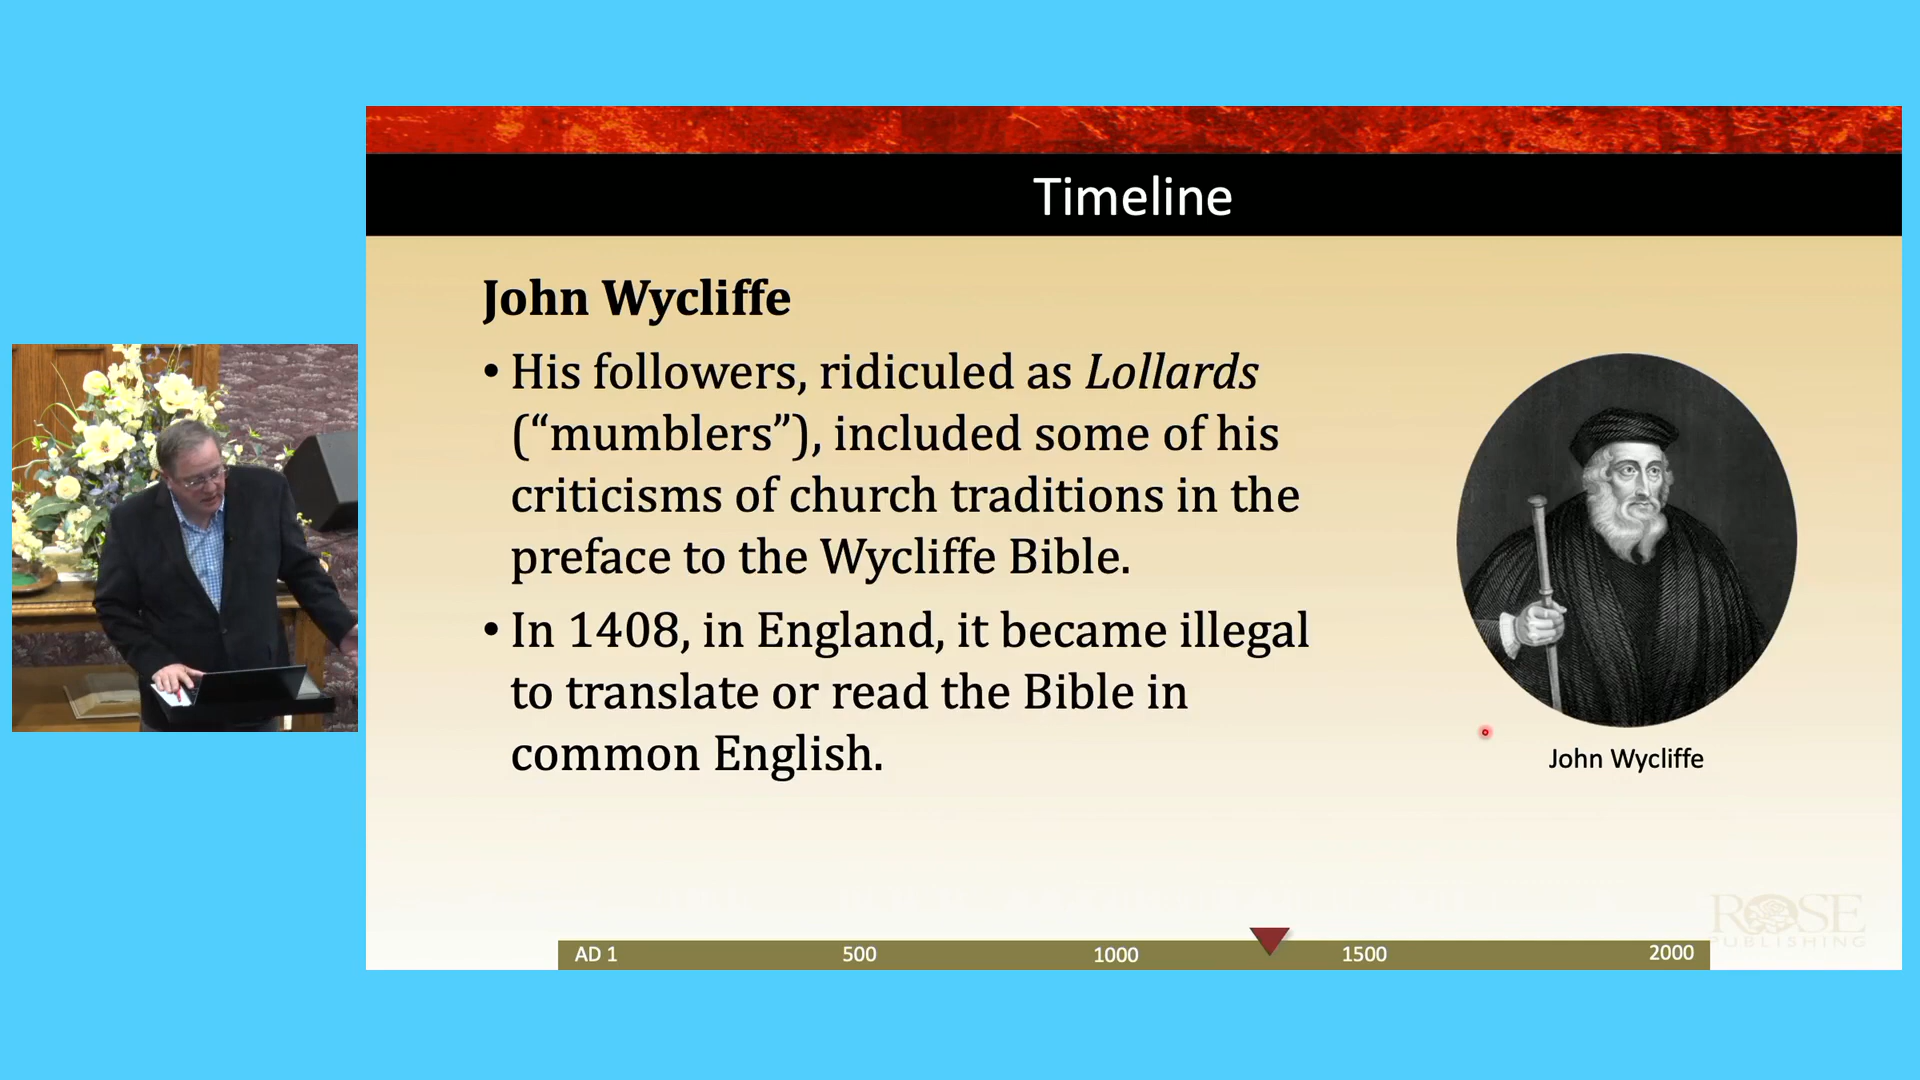 Timeline
John Wycliffe
• His followers, ridiculed as Lollards
(“mumblers”), included some of his
criticisms of church traditions in the
preface to the Wycliffe Bible.
• In 1408, in England, it became illegal
to translate or read the Bible in
common English.
John Wycliffe
ROSE
PUBLISHING
AD 1 500 1000 1500 2000